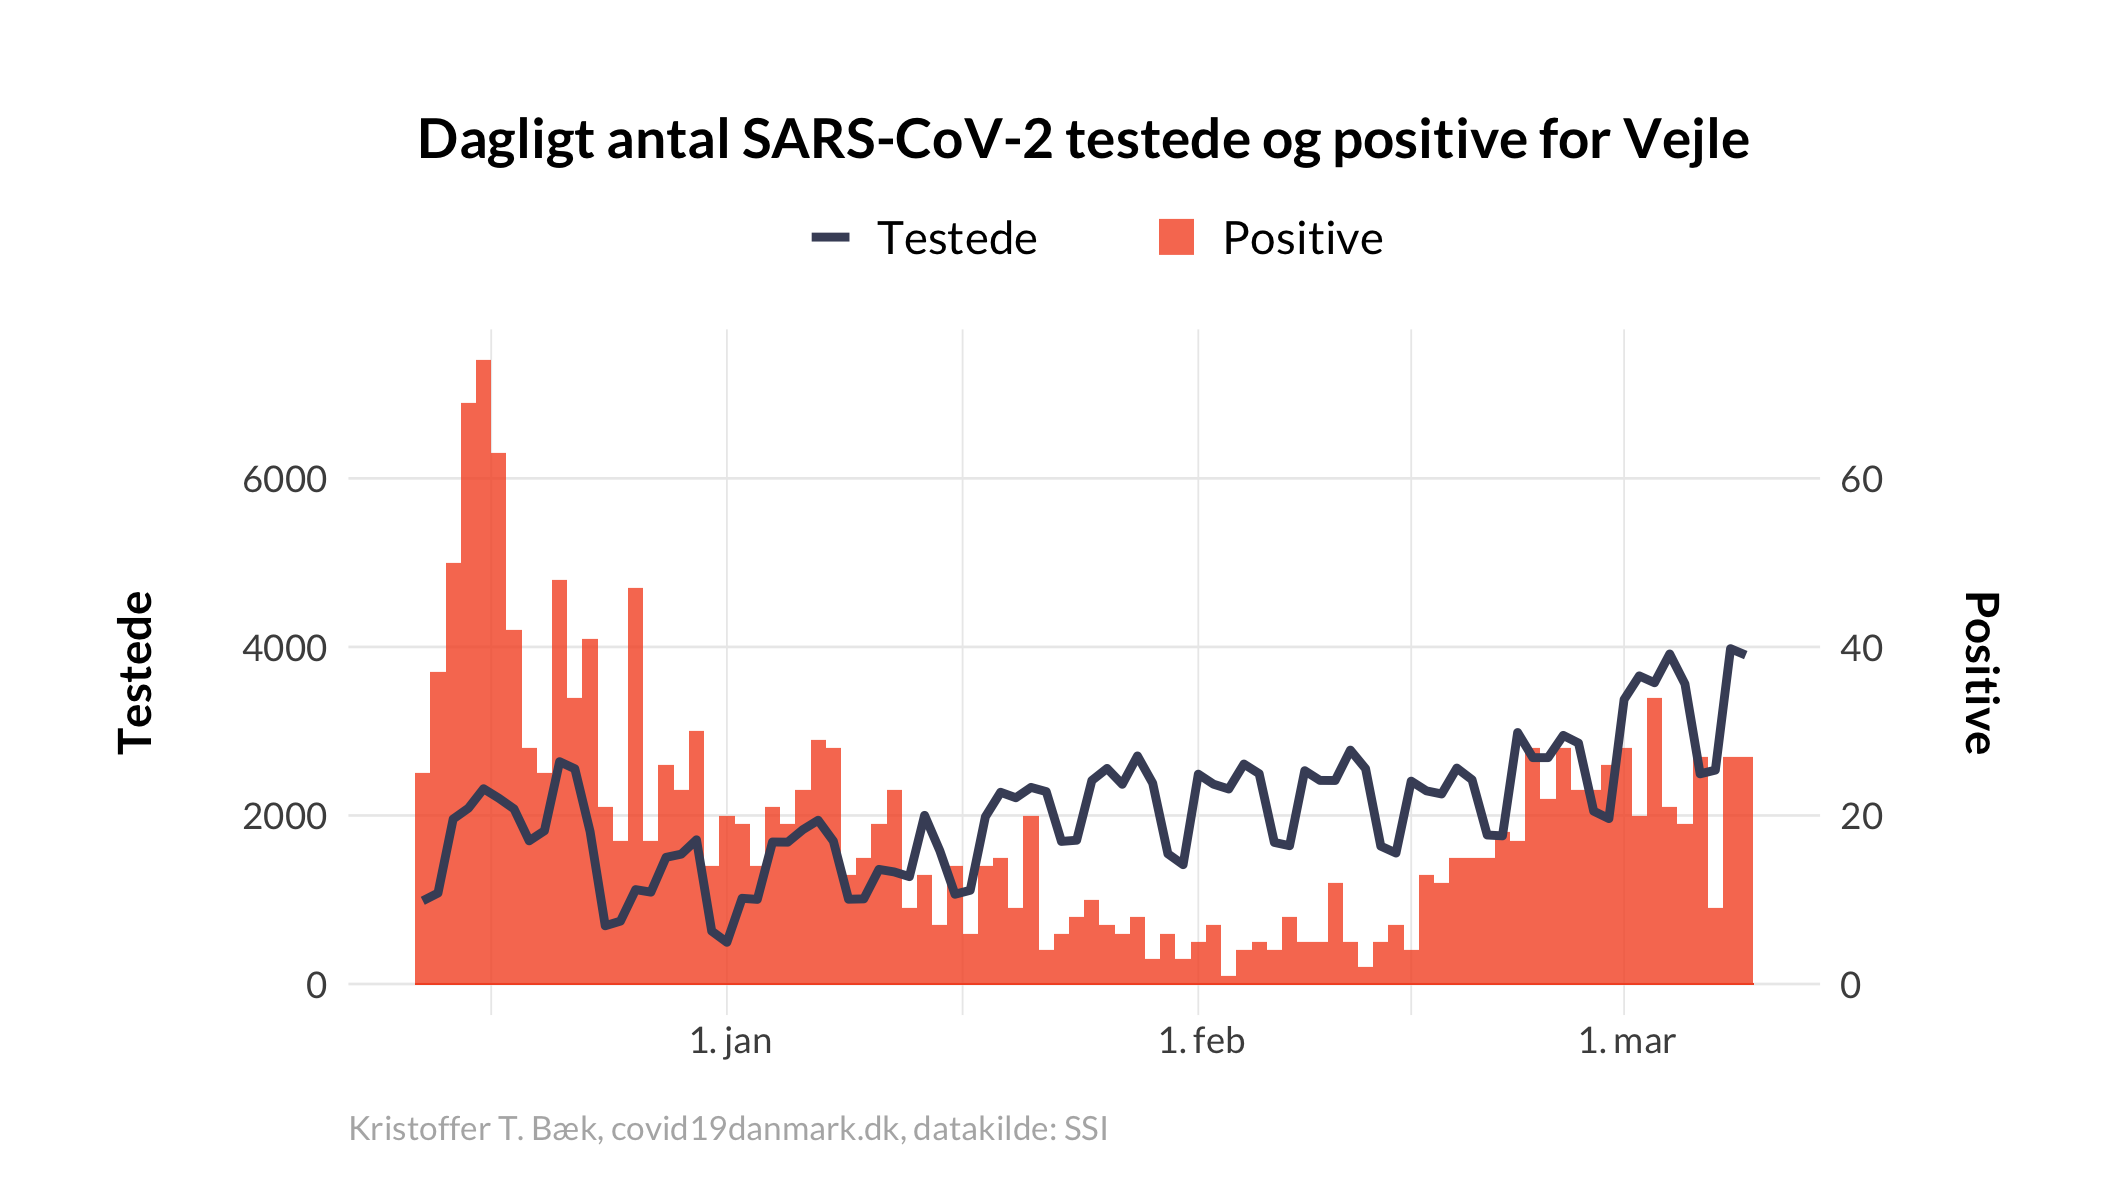 Dagligt antal SARS-CoV-2 testede og positive for Vejle
Testede Positive
6000 60
4000 40
2000 20
0 0
Testede
Positive
1. jan 1. feb 1. mar
Kristoffer T. Bæk, covid19danmark.dk, datakilde: SSI